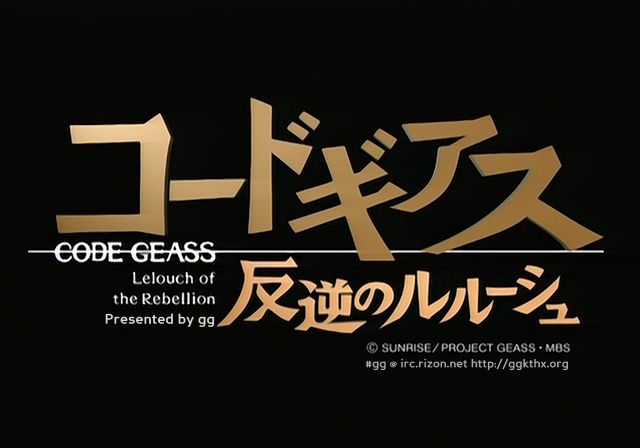 コードギアス
CODE GEASS
反逆のルルーシュ
Lelouch of
the Rebellion
Presented by gg
© SUNRISE/PROJECT GEASS・MBS
#gg @ irc.rizon.net http://ggkthx.org